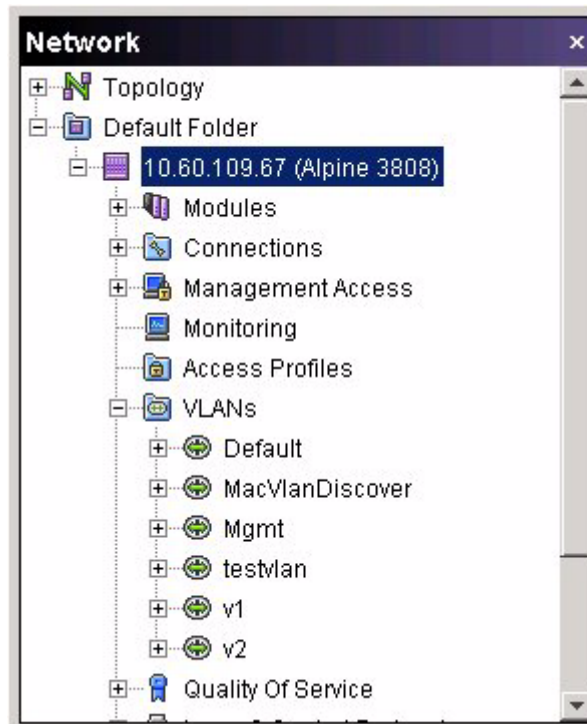 Network
Topology
Default Folder
10.60.109.67 (Alpine 3808)
Modules
Connections
Management Access
Monitoring
Access Profiles
VLANs
Default
MacVlanDiscover
Mgmt
testvlan
v1
v2
Quality Of Service